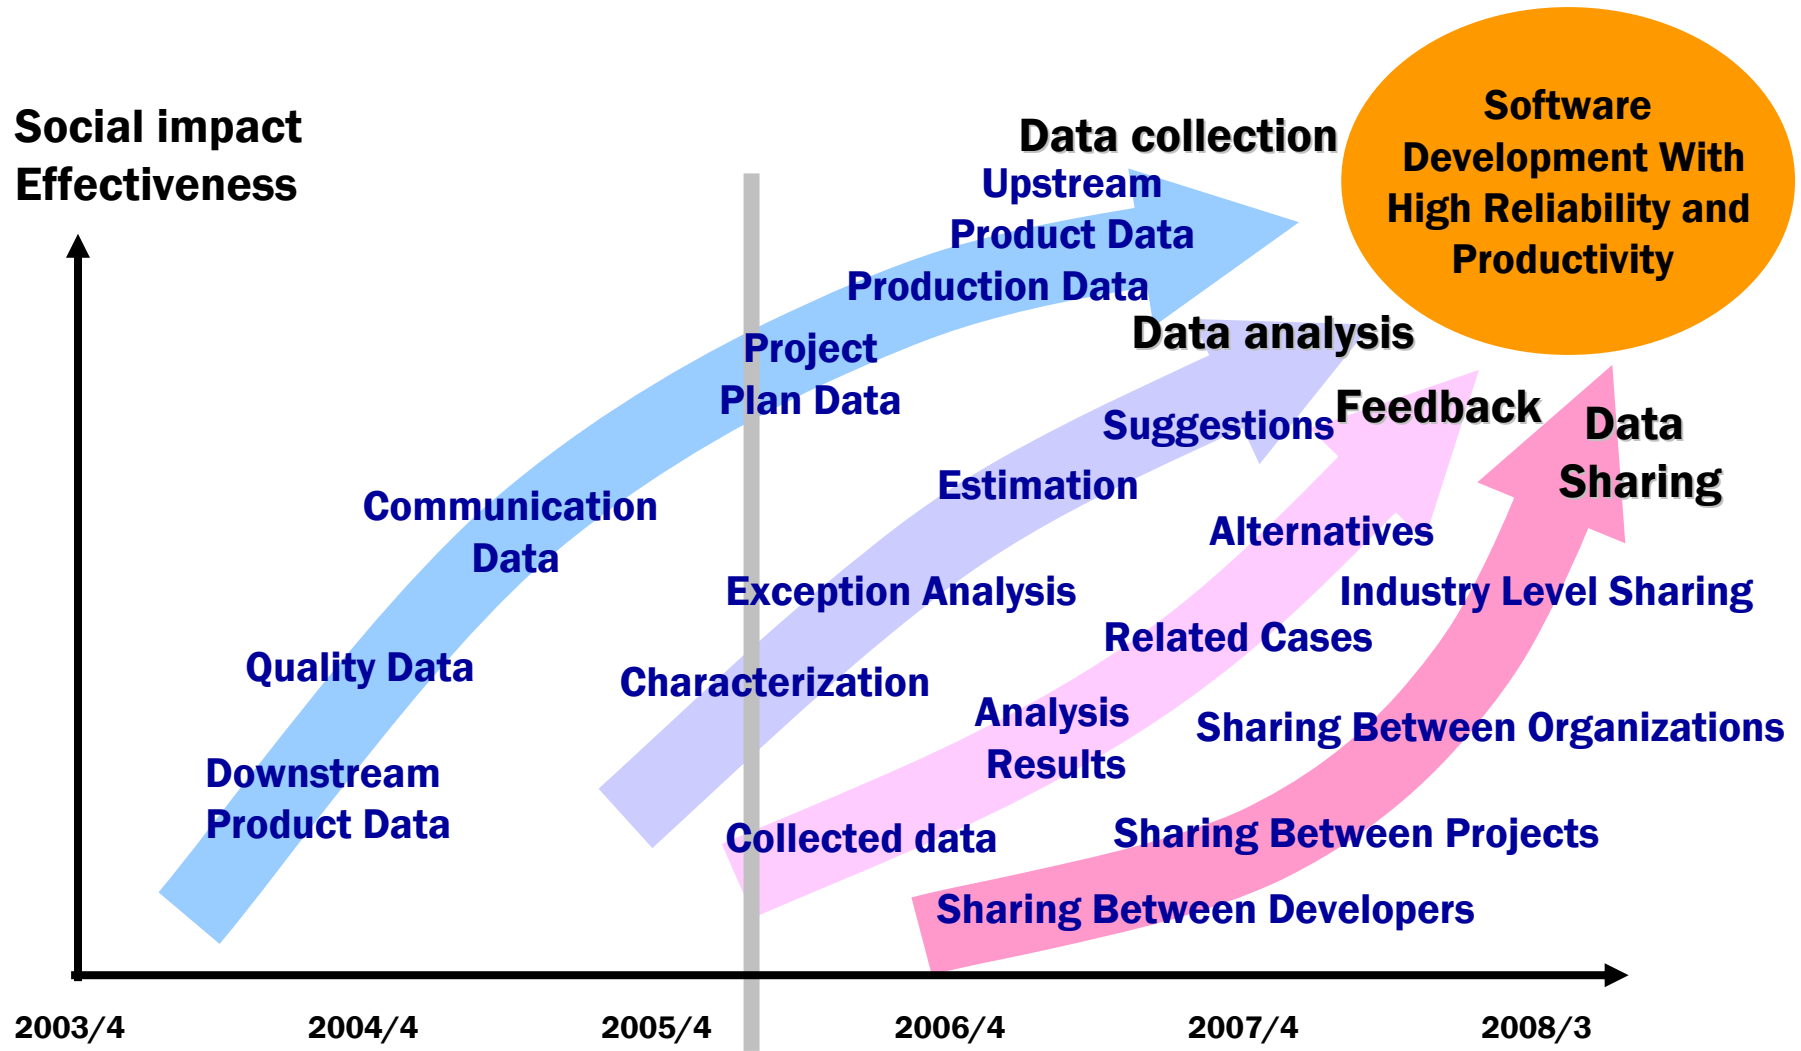 Social impact
Effectiveness
Data collection
Upstream
Product Data
Production Data
Project
Plan Data
Communication
Data
Quality Data
Downstream
Product Data
Software
Development With
High Reliability and
Productivity
Data analysis
Suggestions
Estimation
Exception Analysis
Characterization
Feedback
Alternatives
Related Cases
Analysis
Results
Collected data
Data
Sharing
Industry Level Sharing
Sharing Between Organizations
Sharing Between Projects
Sharing Between Developers
2003/4
2004/4
2005/4
2006/4
2007/4
2008/3